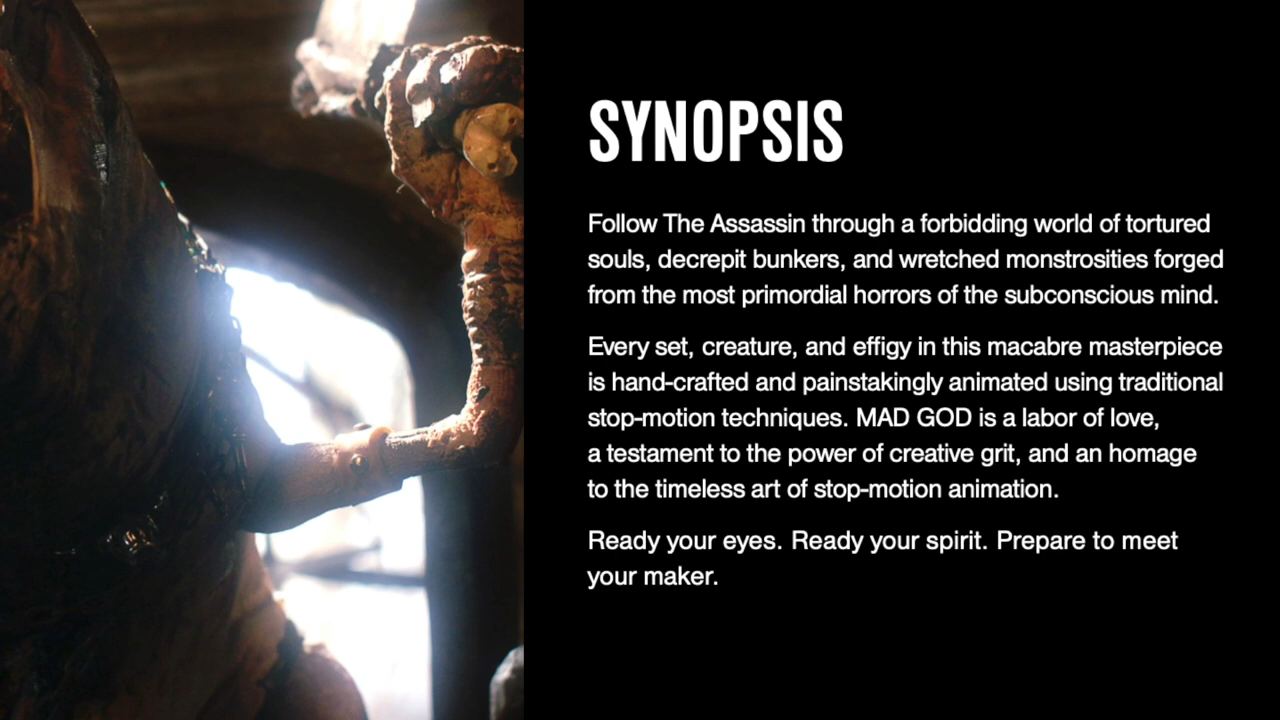 SYNOPSIS
Follow The Assassin through a forbidding world of tortured
souls, decrepit bunkers, and wretched monstrosities forged
from the most primordial horrors of the subconscious mind.
Every set, creature, and effigy in this macabre masterpiece
is hand-crafted and painstakingly animated using traditional
stop-motion techniques. MAD GOD is a labor of love,
a testament to the power of creative grit, and an homage
to the timeless art of stop-motion animation.
Ready your eyes. Ready your spirit. Prepare to meet
your maker.